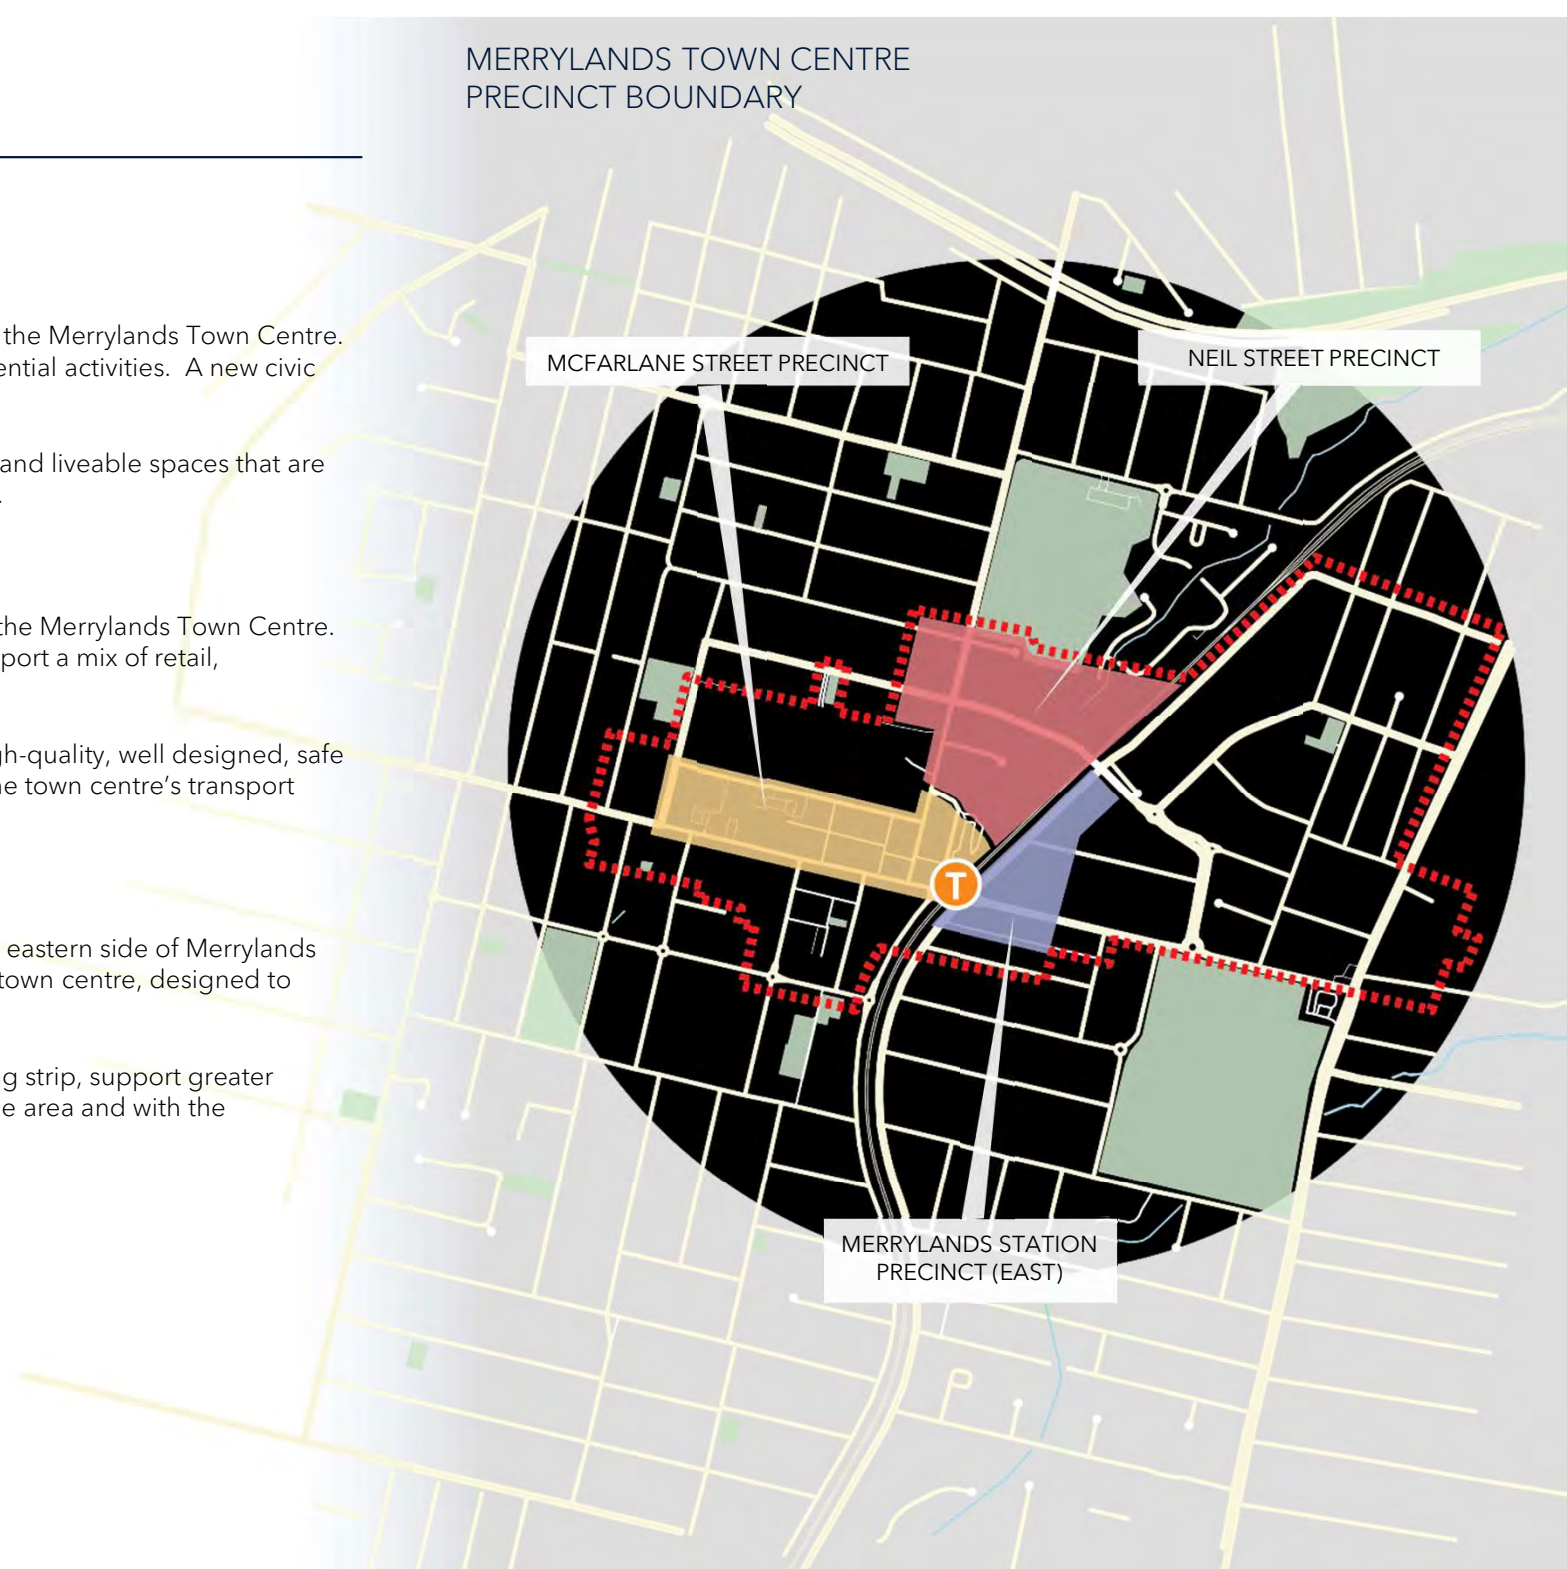 MERRYLANDS TOWN CENTRE
PRECINCT BOUNDARY
the Merrylands Town Centre.
ential activities.  A new civic
and liveable spaces that are
.
the Merrylands Town Centre.
port a mix of retail,
gh-quality, well designed, safe
he town centre’s transport
eastern side of Merrylands
town centre, designed to
g strip, support greater
e area and with the
MCFARLANE STREET PRECINCT
NEIL STREET PRECINCT
T
MERRYLANDS STATION
PRECINCT (EAST)